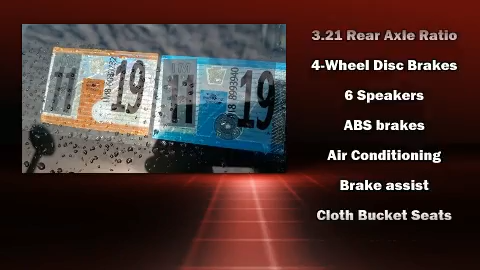 3.21 Rear Axle Ratio
4-Wheel Disc Brakes
6 Speakers
ABS brakes
Air Conditioning
Brake assist
Cloth Bucket Seats
11 19
11 19